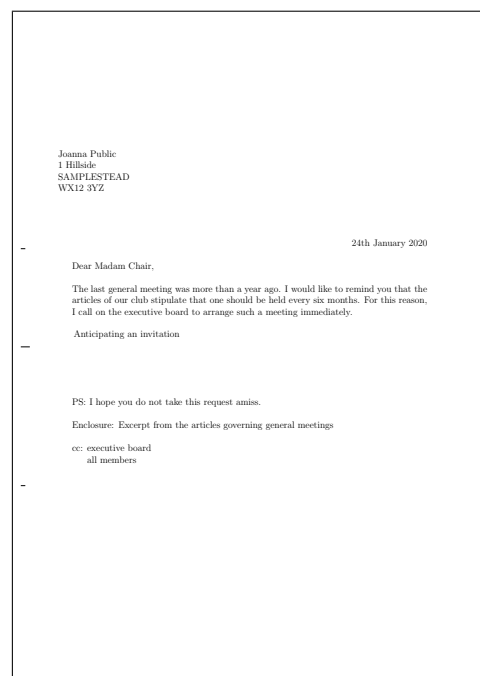 Joanna Public
1 Hillside
SAMPLESTEAD
WX12 3YZ
24th January 2020
Dear Madam Chair,
The last general meeting was more than a year ago. I would like to remind you that the
articles of our club stipulate that one should be held every six months. For this reason,
I call on the executive board to arrange such a meeting immediately.
Anticipating an invitation
PS: I hope you do not take this request amiss.
Enclosure: Excerpt from the articles governing general meetings
cc: executive board
all members